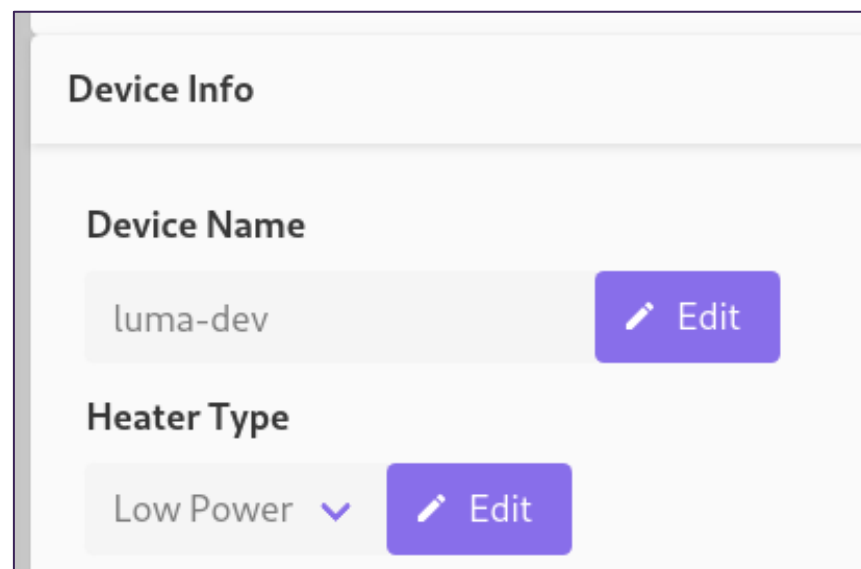 Device Info
Device Name
luma-dev Edit
Heater Type
Low Power Edit